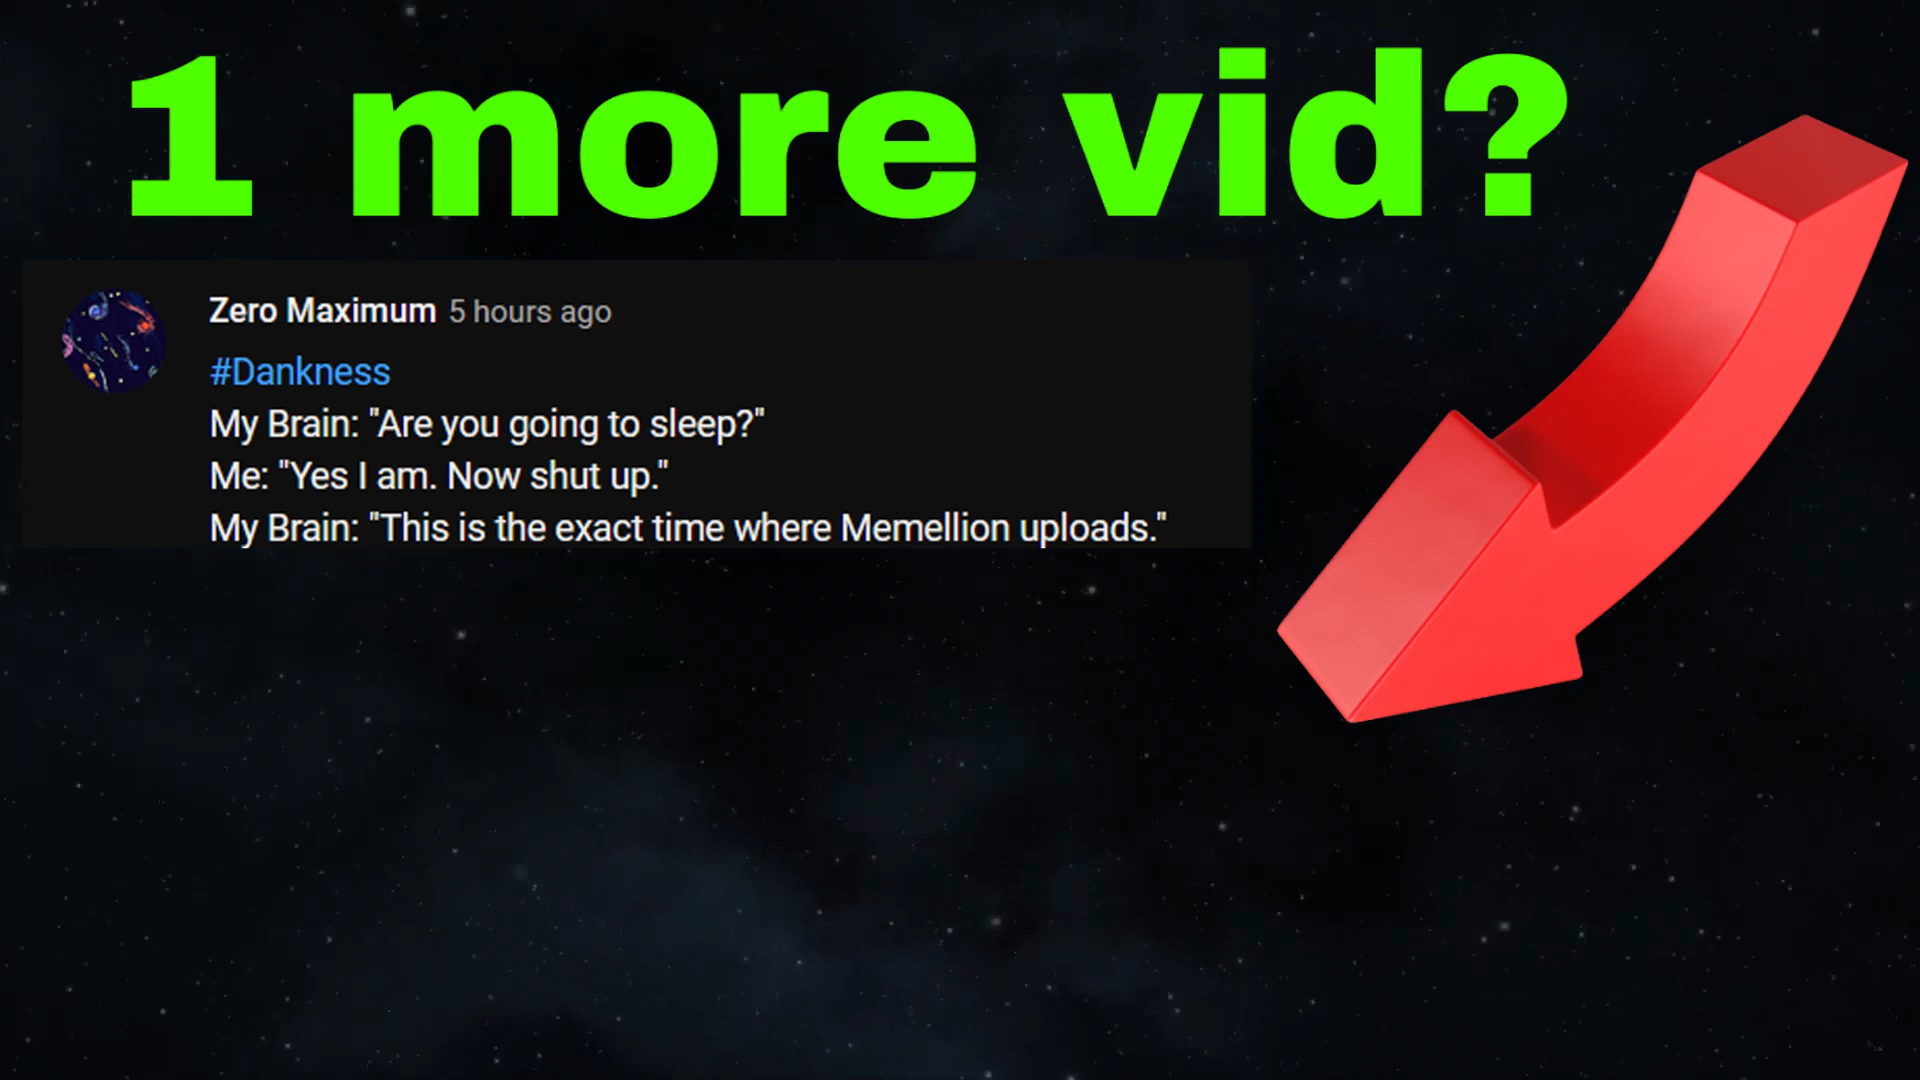 1 more vid?
Zero Maximum 5 hours ago
#Dankness
My Brain: "Are you going to sleep?"
Me: "Yes I am. Now shut up."
My Brain: "This is the exact time where Memellion uploads."